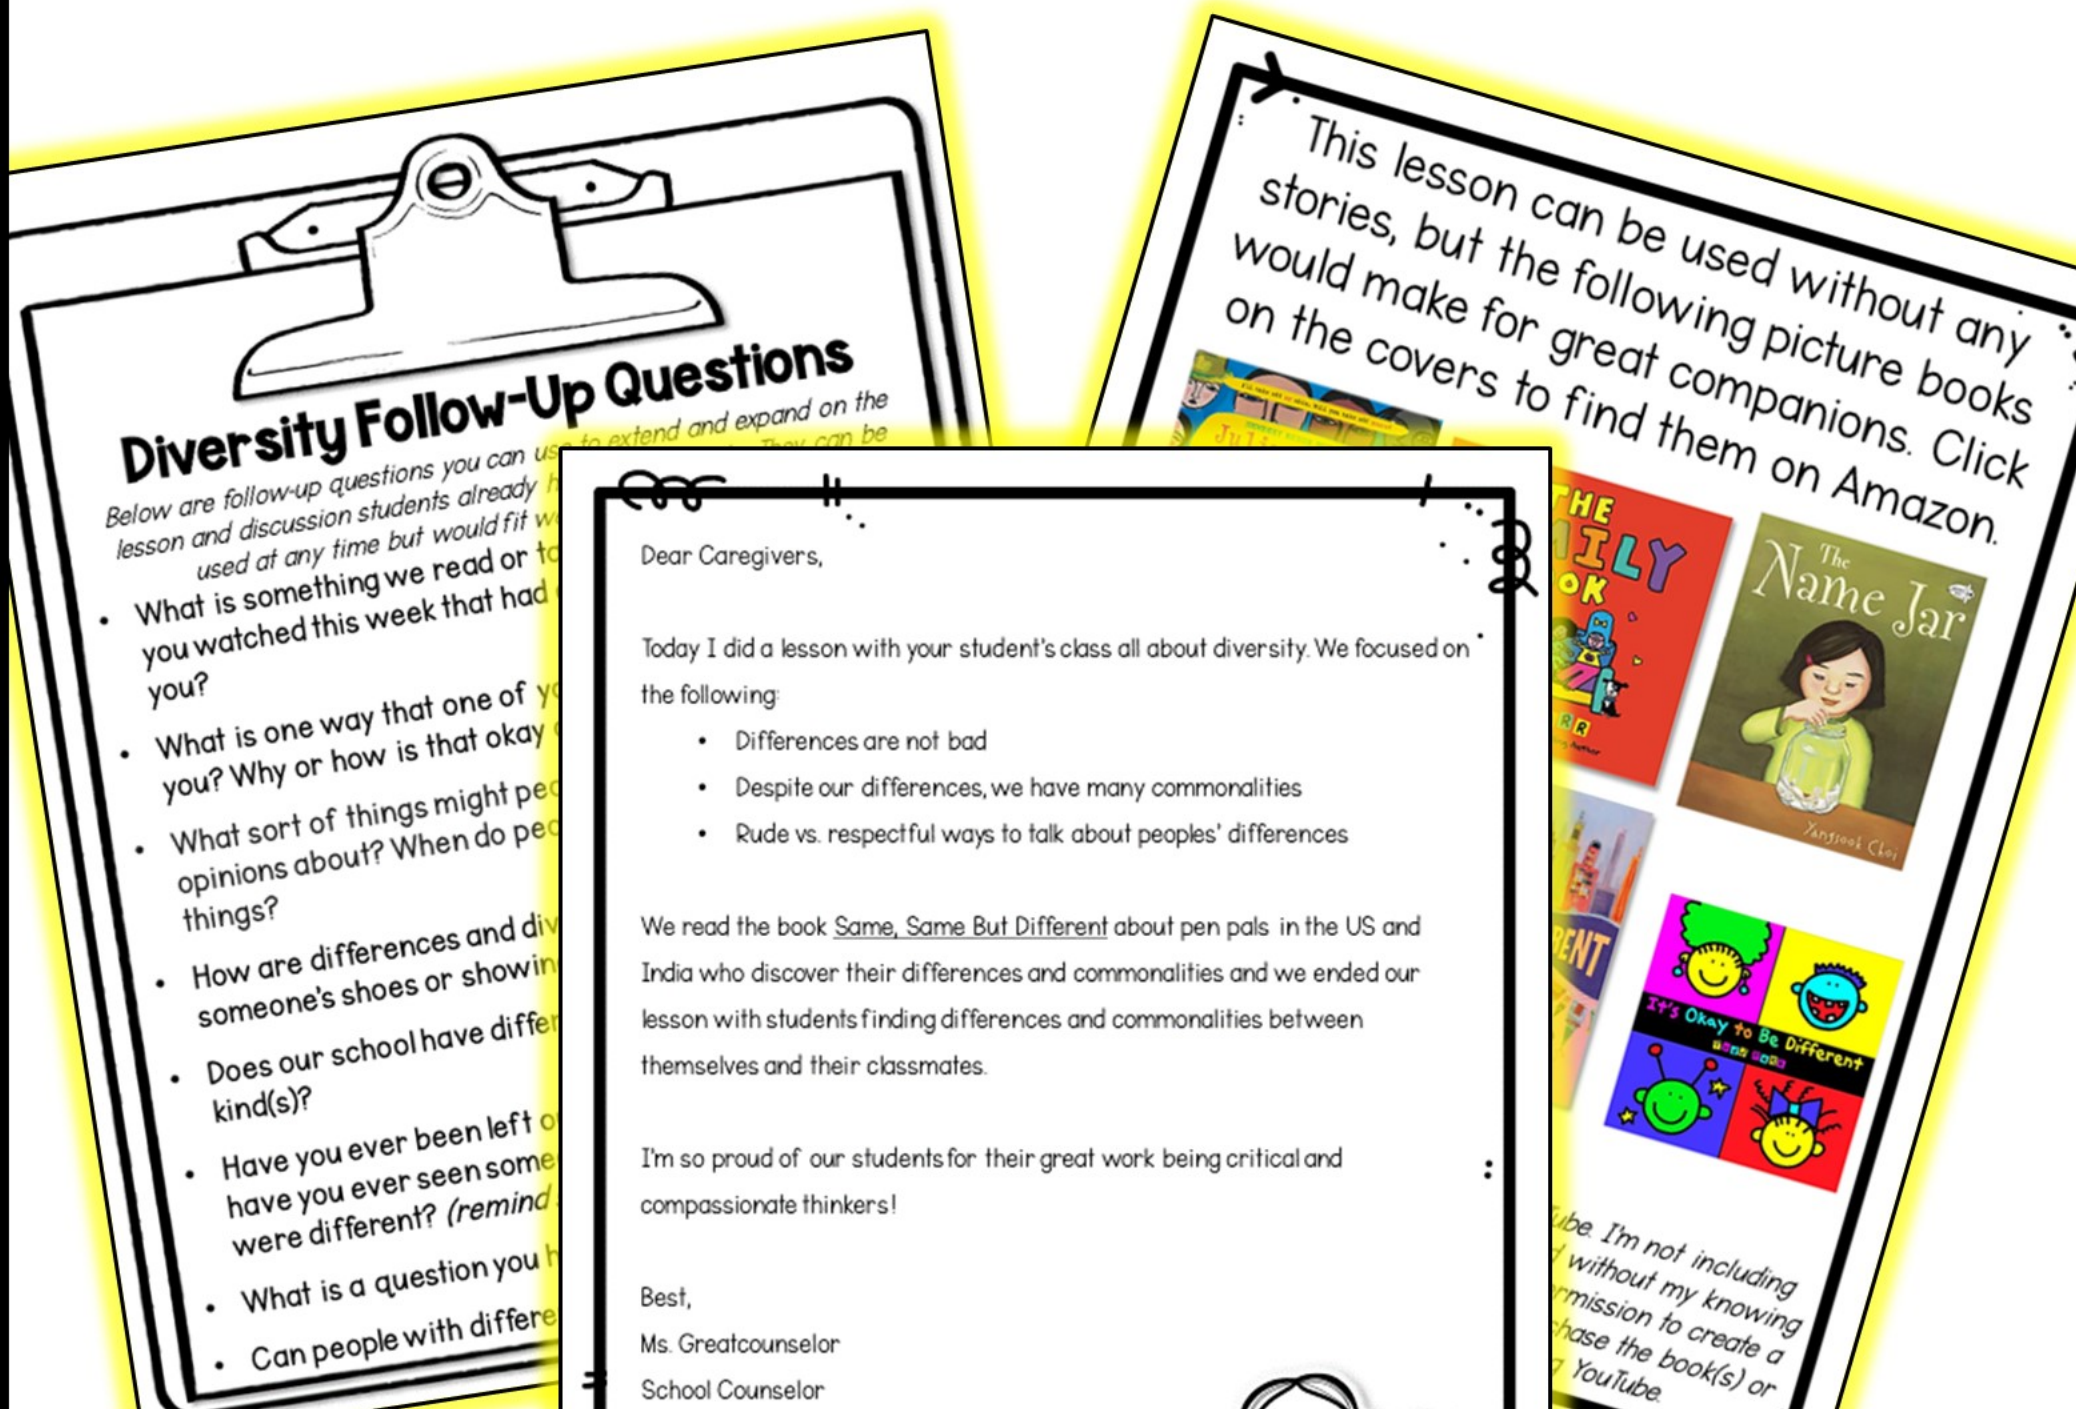 Diversity Follow-Up Questions
Below are follow-up questions you can use to extend and expand on the
lesson and discussion students already
They can be
used at any time but would fit
• What is something we read or
you watched this week that had
you?
• What is one way that one of
you? Why or how is that okay
• What sort of things might
opinions about? When do
things?
• How are differences and
someone's shoes or
• Does our school have
kind(s)?
• Have you ever been left
have you ever seen
were different? (remind
• What is a question you
• Can people with
Dear Caregivers,
Today I did a lesson with your student's class all about diversity. We focused on
the following:
• Differences are not bad
• Despite our differences, we have many commonalities
• Rude vs. respectful ways to talk about peoples' differences
We read the book Same, Same But Different about pen pals in the US and
India who discover their differences and commonalities and we ended our
lesson with students finding differences and commonalities between
themselves and their classmates.
I'm so proud of our students for their great work being critical and
compassionate thinkers!
Best,
Ms. Greatcounselor
School Counselor
This lesson can be used without any
stories, but the following picture books
would make for great companions. Click
on the covers to find them on Amazon.
THE
The
Name Jar
Yangsook Choi
It's Okay to Be Different
I'm not including
without my knowing
to create a
the book(s) or
YouTube.